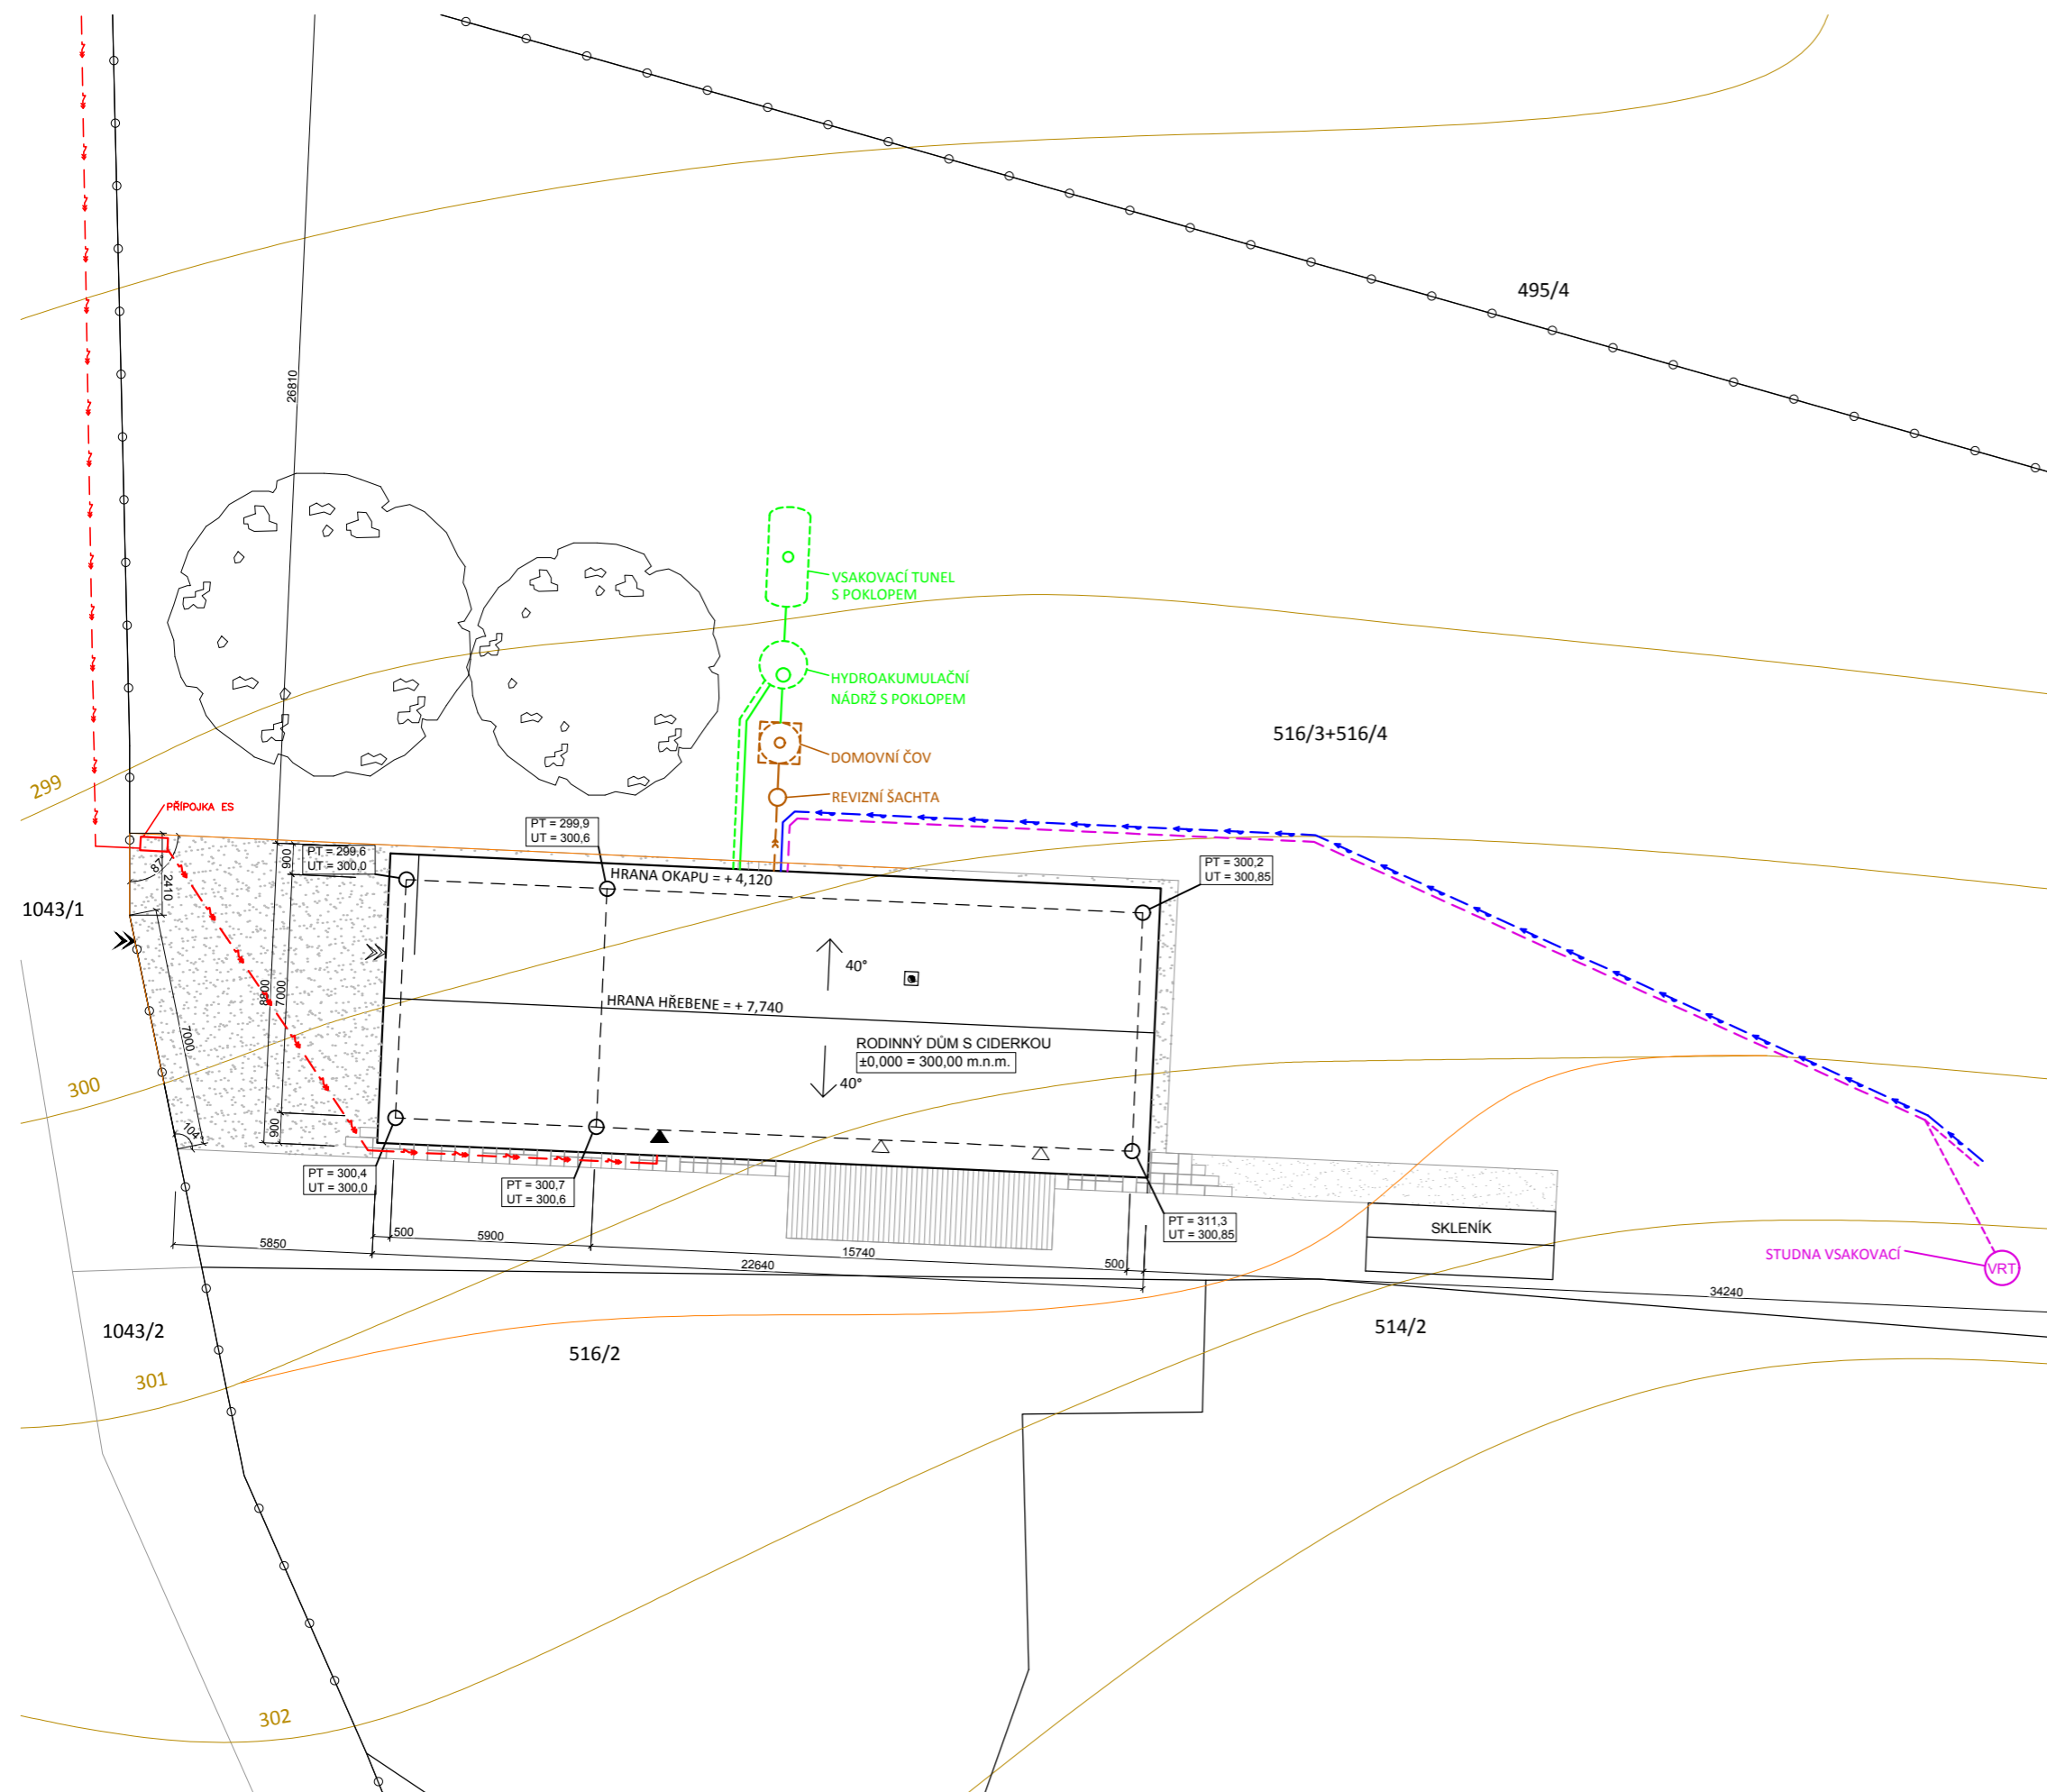 495/4
26810
VSAKOVACÍ TUNEL
S POKLOPEM
HYDROAKUMULAČNÍ
NÁDRŽ S POKLOPEM
516/3+516/4
DOMOVNÍ ČOV
REVIZNÍ ŠACHTA
299
PŘÍPOJKA ES
PT = 299,9
UT = 300,6
PT = 299,6
UT = 300,0
900
87°
2410
PT = 300,2
UT = 300,85
HRANA OKAPU = + 4,120
1043/1
40°
8800
7000
7000
HRANA HŘEBENE = + 7,740
RODINNÝ DŮM S CIDERKOU
±0,000 = 300,00 m.n.m.
40°
300
900
104°
PT = 300,4
UT = 300,0
PT = 300,7
UT = 300,6
PT = 311,3
UT = 300,85
SKLENÍK
500
5900
5850
15740
22640
500
STUDNA VSAKOVACÍ
VRT
34240
1043/2
516/2
514/2
301
302